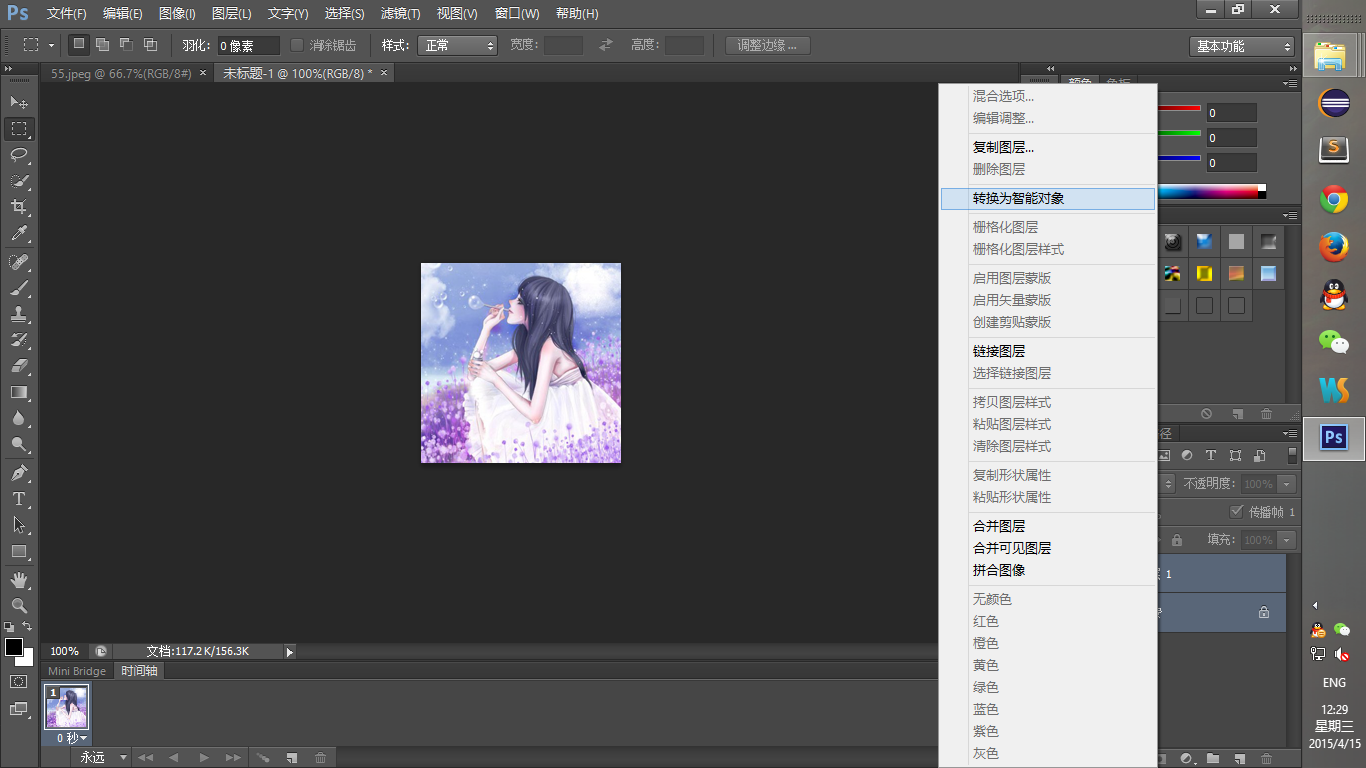 Ps 文件(F) 编辑(E) 图像(I) 图层(L) 文字(Y) 选择(S) 滤镜(T) 视图(V) 窗口(W) 帮助(H)
羽化: 0 像素 消除锯齿 样式: 正常 宽度: 高度: 调整边缘... 基本功能
55.jpeg @ 66.7%(RGB/8#) × 未标题-1 @ 100%(RGB/8) * ×
颜色 色板
0
0
0
混合选项...
编辑调整...
复制图层...
删除图层
转换为智能对象
栅格化图层
栅格化图层样式
启用图层蒙版
启用矢量蒙版
创建剪贴蒙版
链接图层
选择链接图层
拷贝图层样式
粘贴图层样式
清除图层样式
复制形状属性
粘贴形状属性
合并图层
合并可见图层
拼合图像
无颜色
红色
橙色
黄色
绿色
蓝色
紫色
灰色
径
不透明度: 100%
传播帧 1
填充: 100%
1
100% 文档:117.2K/156.3K
Mini Bridge 时间轴
1
0 秒
永远
S
WS
Ps
ENG
12:29
星期三
2015/4/15